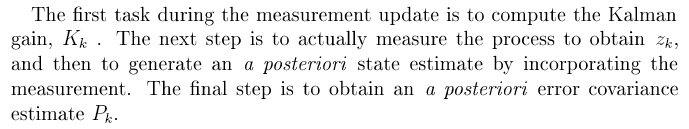 The first task during the measurement update is to compute the Kalman
gain, K_k . The next step is to actually measure the process to obtain z_k,
and then to generate an a posteriori state estimate by incorporating the
measurement. The final step is to obtain an a posteriori error covariance
estimate P_k.